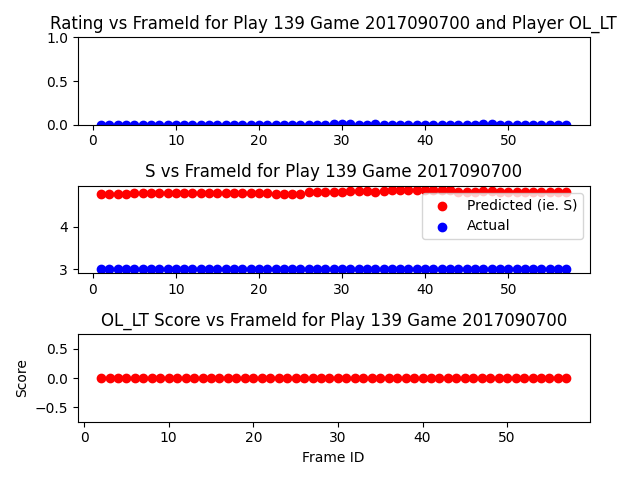 Rating vs FrameId for Play 139 Game 2017090700 and Player OL_LT
1.0
0.5
0.0
0 10 20 30 40 50
S vs FrameId for Play 139 Game 2017090700
4
3
Predicted (ie. S)
Actual
0 10 20 30 40 50
OL_LT Score vs FrameId for Play 139 Game 2017090700
Score
0.5
0.0
−0.5
0 10 20 30 40 50
Frame ID